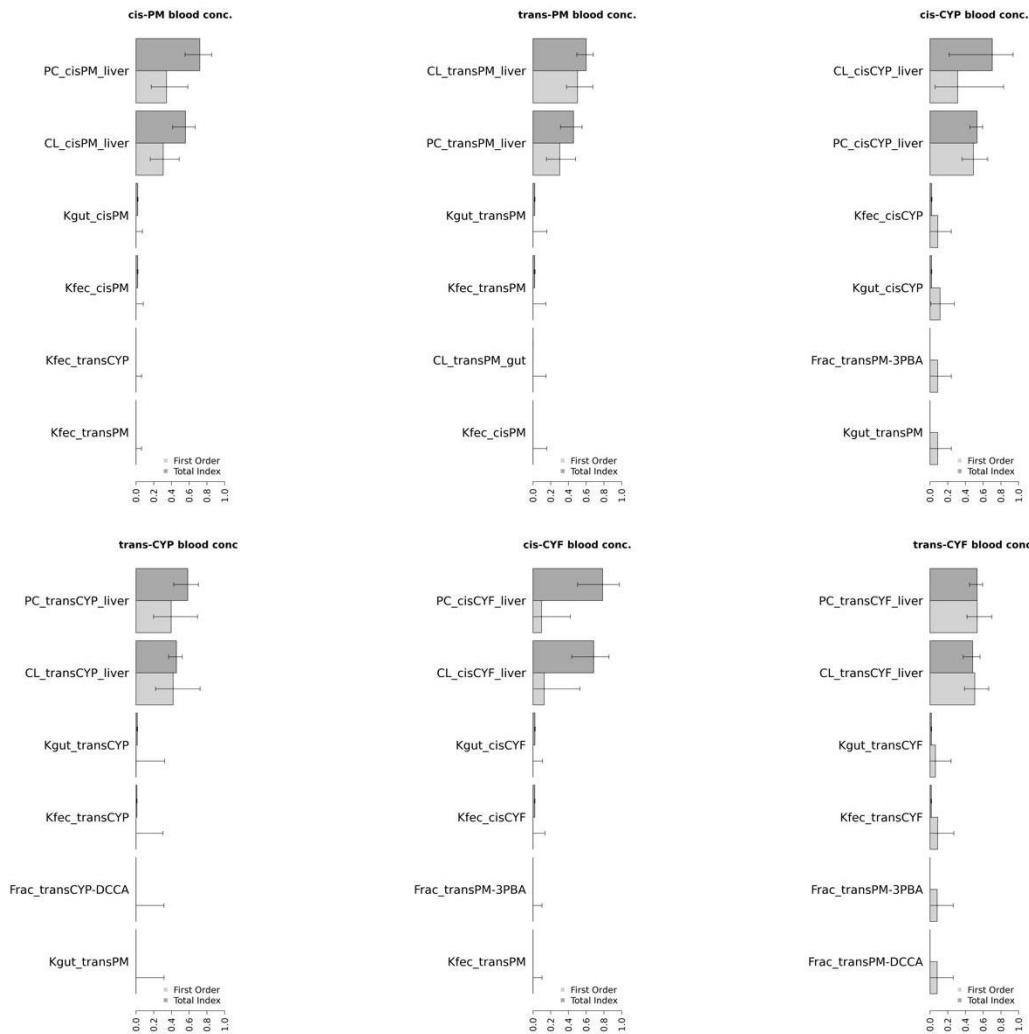 cis-PM blood conc.
PC_cisPM_liver
CL_cisPM_liver
Kgut_cisPM
Kfec_cisPM
Kfec_transCYP
Kfec_transPM
First Order
Total Index
0.0 0.2 0.4 0.6 0.8 1.0
trans-PM blood conc.
CL_transPM_liver
PC_transPM_liver
Kgut_transPM
Kfec_transPM
CL_transPM_gut
Kfec_cisPM
First Order
Total Index
0.0 0.2 0.4 0.6 0.8 1.0
cis-CYP blood conc.
CL_cisCYP_liver
PC_cisCYP_liver
Kfec_cisCYP
Kgut_cisCYP
Frac_transPM-3PBA
Kgut_transPM
First Order
Total Index
0.0 0.2 0.4 0.6 0.8 1.0
trans-CYP blood conc
PC_transCYP_liver
CL_transCYP_liver
Kgut_transCYP
Kfec_transCYP
Frac_transCYP-DCCA
Kgut_transPM
First Order
Total Index
0.0 0.2 0.4 0.6 0.8 1.0
cis-CYF blood conc.
PC_cisCYF_liver
CL_cisCYF_liver
Kgut_cisCYF
Kfec_cisCYF
Frac_transPM-3PBA
Kfec_transPM
First Order
Total Index
0.0 0.2 0.4 0.6 0.8 1.0
trans-CYF blood conc
PC_transCYF_liver
CL_transCYF_liver
Kgut_transCYF
Kfec_transCYF
Frac_transPM-3PBA
Frac_transPM-DCCA
First Order
Total Index
0.0 0.2 0.4 0.6 0.8 1.0